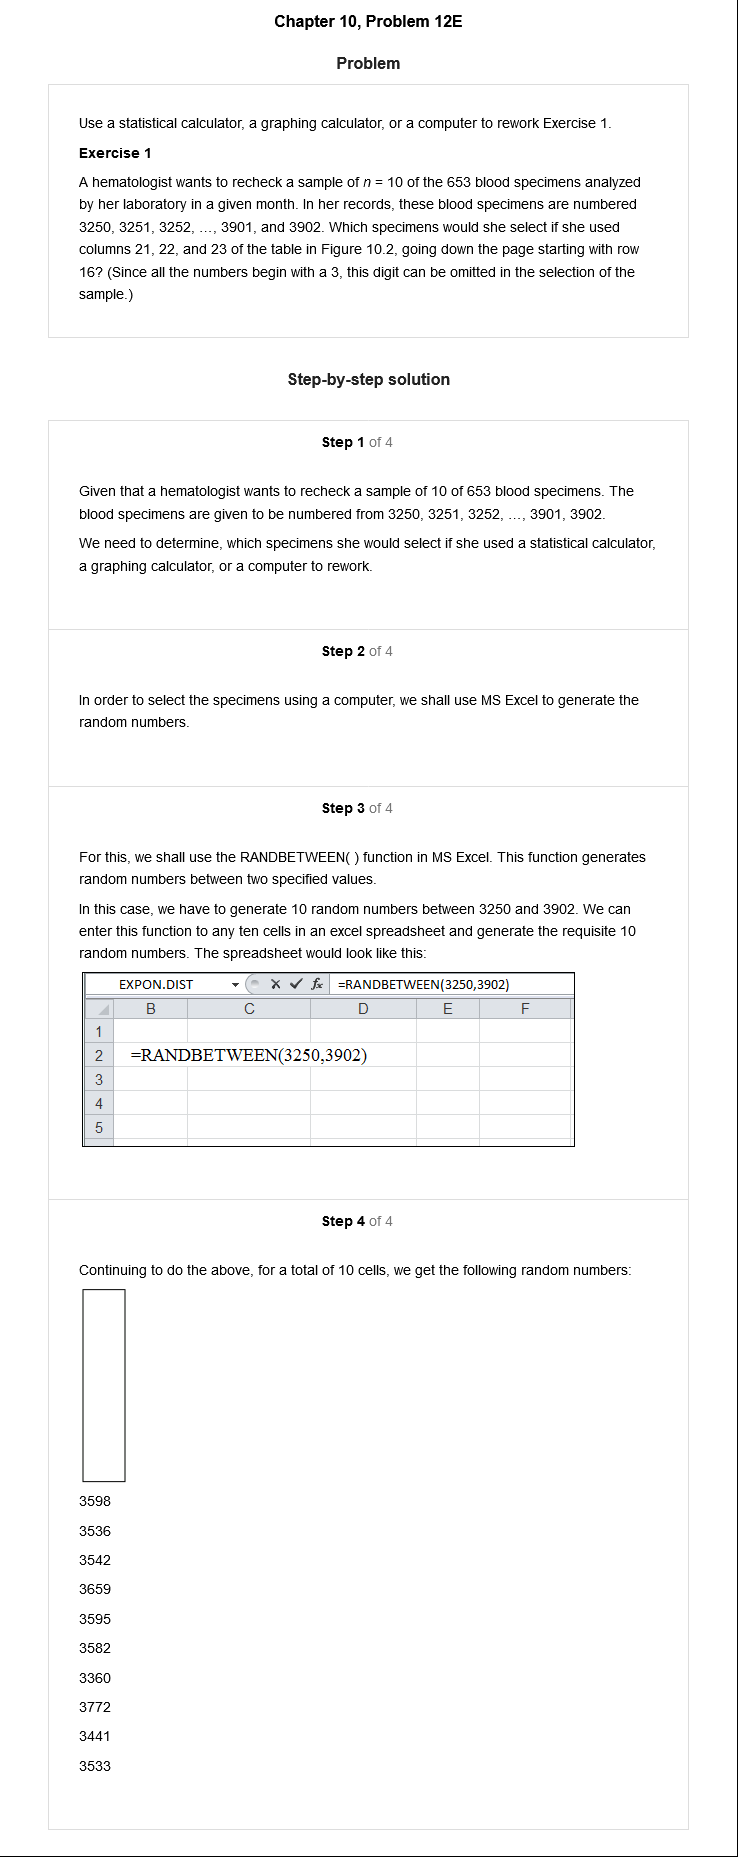 Chapter 10, Problem 12E
Problem
Use a statistical calculator, a graphing calculator, or a computer to rework Exercise 1.
Exercise 1
A hematologist wants to recheck a sample of n = 10 of the 653 blood specimens analyzed
by her laboratory in a given month. In her records, these blood specimens are numbered
3250, 3251, 3252, ..., 3901, and 3902. Which specimens would she select if she used
columns 21, 22, and 23 of the table in Figure 10.2, going down the page starting with row
16? (Since all the numbers begin with a 3, this digit can be omitted in the selection of the
sample.)
Step-by-step solution
Step 1 of 4
Given that a hematologist wants to recheck a sample of 10 of 653 blood specimens. The
blood specimens are given to be numbered from 3250, 3251, 3252, ..., 3901, 3902.
We need to determine, which specimens she would select if she used a statistical calculator,
a graphing calculator, or a computer to rework.
Step 2 of 4
In order to select the specimens using a computer, we shall use MS Excel to generate the
random numbers.
Step 3 of 4
For this, we shall use the RANDBETWEEN( ) function in MS Excel. This function generates
random numbers between two specified values.
In this case, we have to generate 10 random numbers between 3250 and 3902. We can
enter this function to any ten cells in an excel spreadsheet and generate the requisite 10
random numbers. The spreadsheet would look like this:
EXPON.DIST fx =RANDBETWEEN(3250,3902)
B C D E F
1
2 =RANDBETWEEN(3250,3902)
3
4
5
Step 4 of 4
Continuing to do the above, for a total of 10 cells, we get the following random numbers:
3598
3536
3542
3659
3595
3582
3360
3772
3441
3533